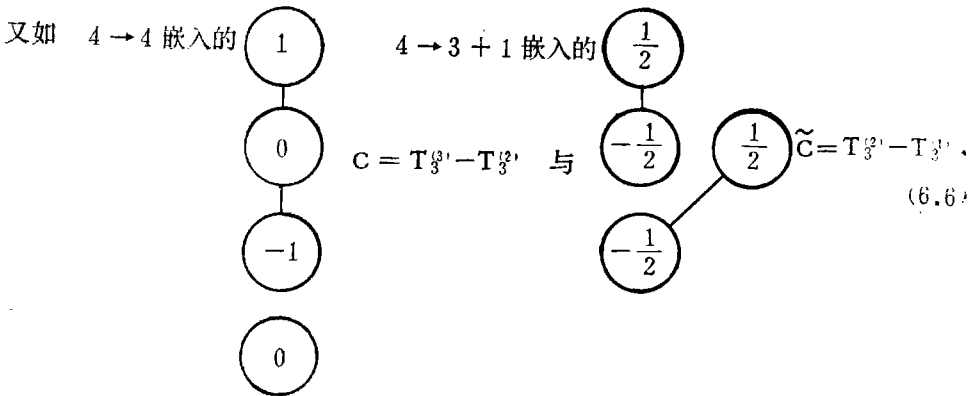 又如 4→4 嵌入的 1 4→3+1 嵌入的 1/2
0 C = T₃⁽³⁾−T₃⁽²⁾ 与 −1/2 1/2 C̃ = T₃⁽²⁾−T₃
(6.6)
−1 −1/2
0